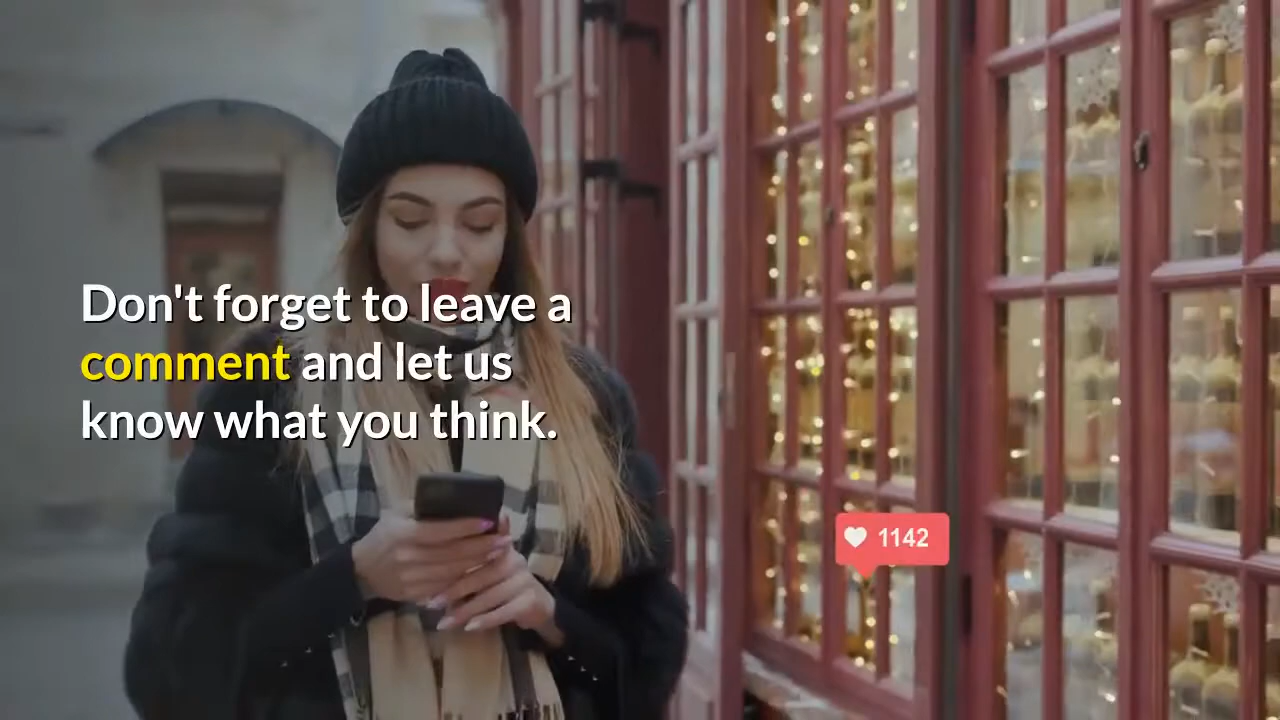 Don't forget to leave a
comment and let us
know what you think.
1142